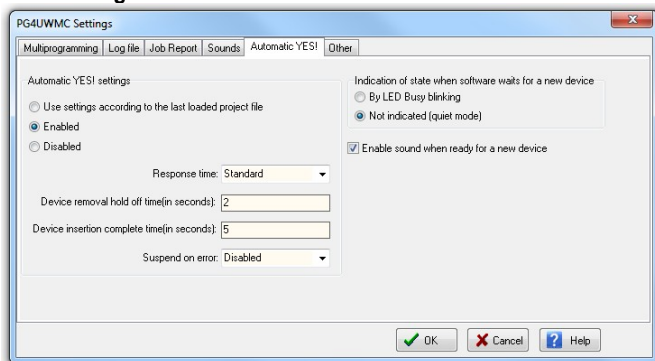 PG4UWMC Settings
Multiprogramming Log file Job Report Sounds Automatic YES! Other
Automatic YES! settings
Use settings according to the last loaded project file
Enabled
Disabled
Response time: Standard
Device removal hold off time(in seconds): 2
Device insertion complete time(in seconds): 5
Suspend on error: Disabled
Indication of state when software waits for a new device
By LED Busy blinking
Not indicated (quiet mode)
Enable sound when ready for a new device
OK Cancel Help